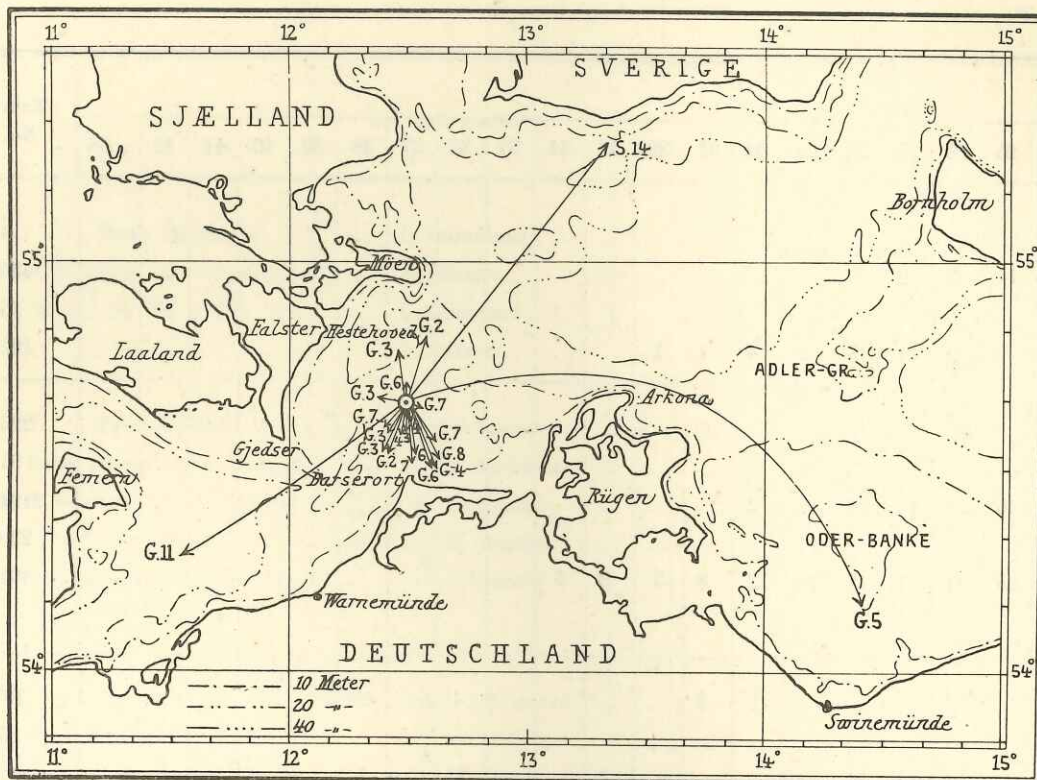 11° 12° 13° 14° 15°
SVERIGE
SJÆLLAND
S.14
Bornholm
55° 55°
Möen
Falster
Hestehoved
G.2
G.3
Laaland
ADLER-GR.
G.6
G.3
G.7
Arkona
G.7
G.3
G.7
Gjedser
G.3
G.2
G.8
G.4
Femern
Darserort
7
G.6
Rügen
ODER-BANKE
G.11
Warnemünde
G.5
DEUTSCHLAND
54° 54°
10 Meter
20 -"-
40 -"-
Swinemünde
11° 12° 13° 14° 15°